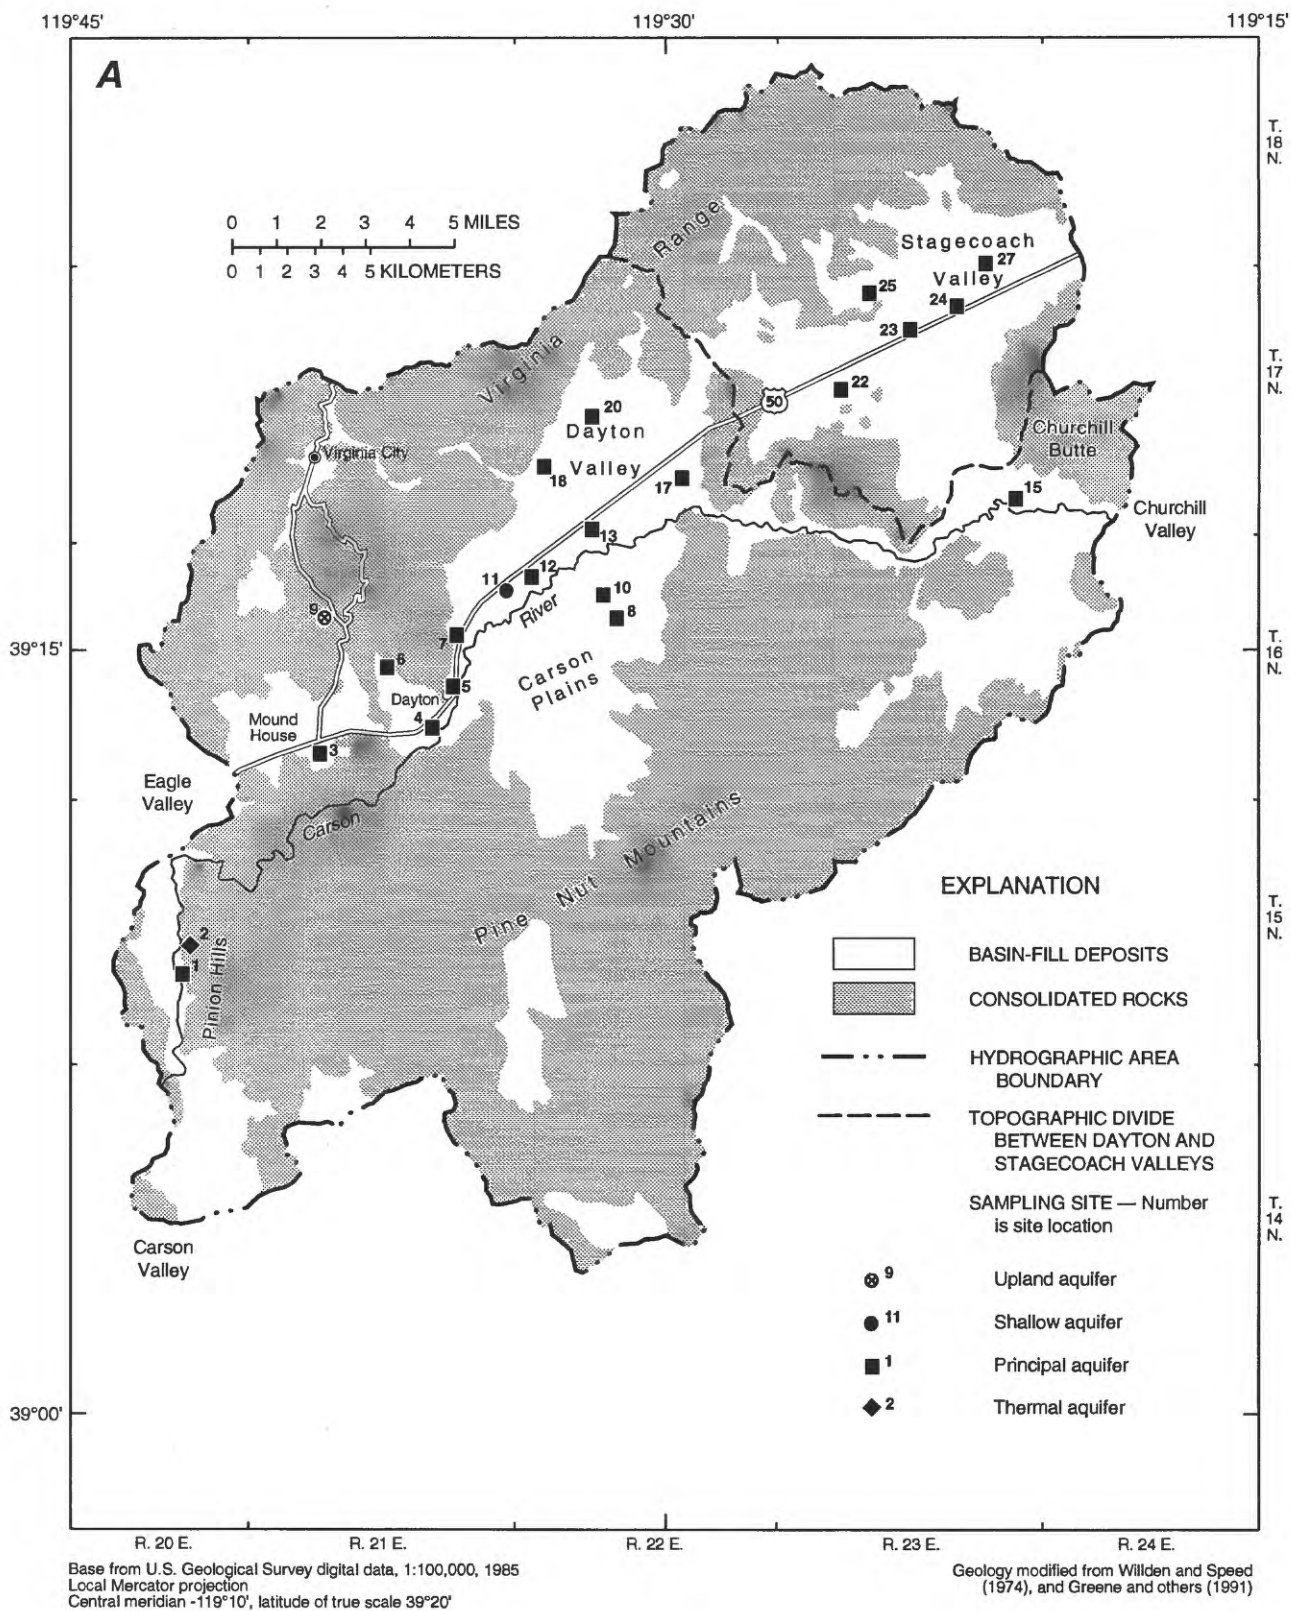 119°45' 119°30' 119°15'
A
T.
18
N.
0 1 2 3 4 5 MILES
0 1 2 3 4 5 KILOMETERS
Range
Stagecoach
Valley
27
25
24
23
Virginia
T.
17
N.
22
50
20
Dayton
Valley
Churchill
Butte
Virginia City
18
17
15
Churchill
Valley
13
12
11
10
River
8
9
7
39°15'
T.
16
N.
6
Carson
Plains
5
Dayton
4
Mound
House
3
Eagle
Valley
Carson
Pine Nut Mountains
EXPLANATION
T.
15
N.
2
1
Pinion Hills
BASIN-FILL DEPOSITS
CONSOLIDATED ROCKS
HYDROGRAPHIC AREA
BOUNDARY
TOPOGRAPHIC DIVIDE
BETWEEN DAYTON AND
STAGECOACH VALLEYS
SAMPLING SITE — Number
is site location
T.
14
N.
Carson
Valley
9 Upland aquifer
11 Shallow aquifer
1 Principal aquifer
2 Thermal aquifer
39°00'
R. 20 E. R. 21 E. R. 22 E. R. 23 E. R. 24 E.
Base from U.S. Geological Survey digital data, 1:100,000, 1985
Local Mercator projection
Central meridian -119°10', latitude of true scale 39°20'
Geology modified from Willden and Speed
(1974), and Greene and others (1991)